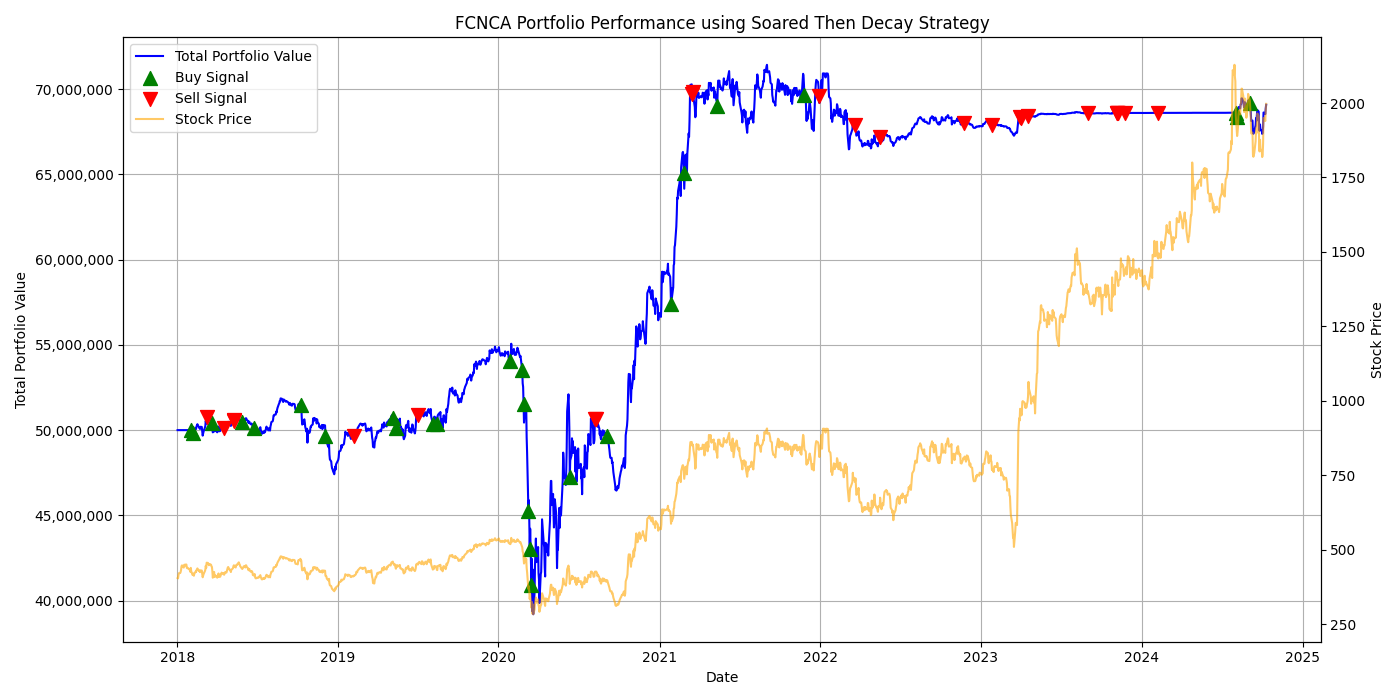 FCNCA Portfolio Performance using Soared Then Decay Strategy
Total Portfolio Value
Buy Signal
Sell Signal
Stock Price
70,000,000
65,000,000
60,000,000
55,000,000
50,000,000
45,000,000
40,000,000
Total Portfolio Value
2000
1750
1500
1250
1000
750
500
250
Stock Price
2018
2019
2020
2021
2022
2023
2024
2025
Date